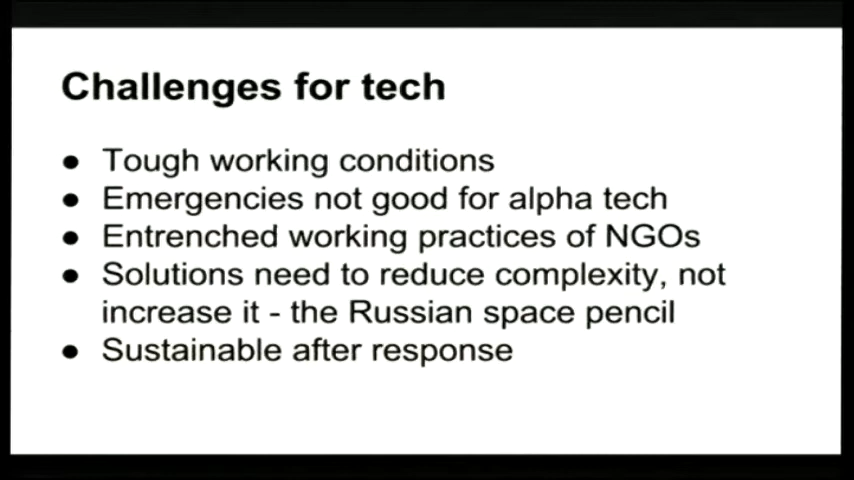 Challenges for tech
● Tough working conditions
● Emergencies not good for alpha tech
● Entrenched working practices of NGOs
● Solutions need to reduce complexity, not
increase it - the Russian space pencil
● Sustainable after response